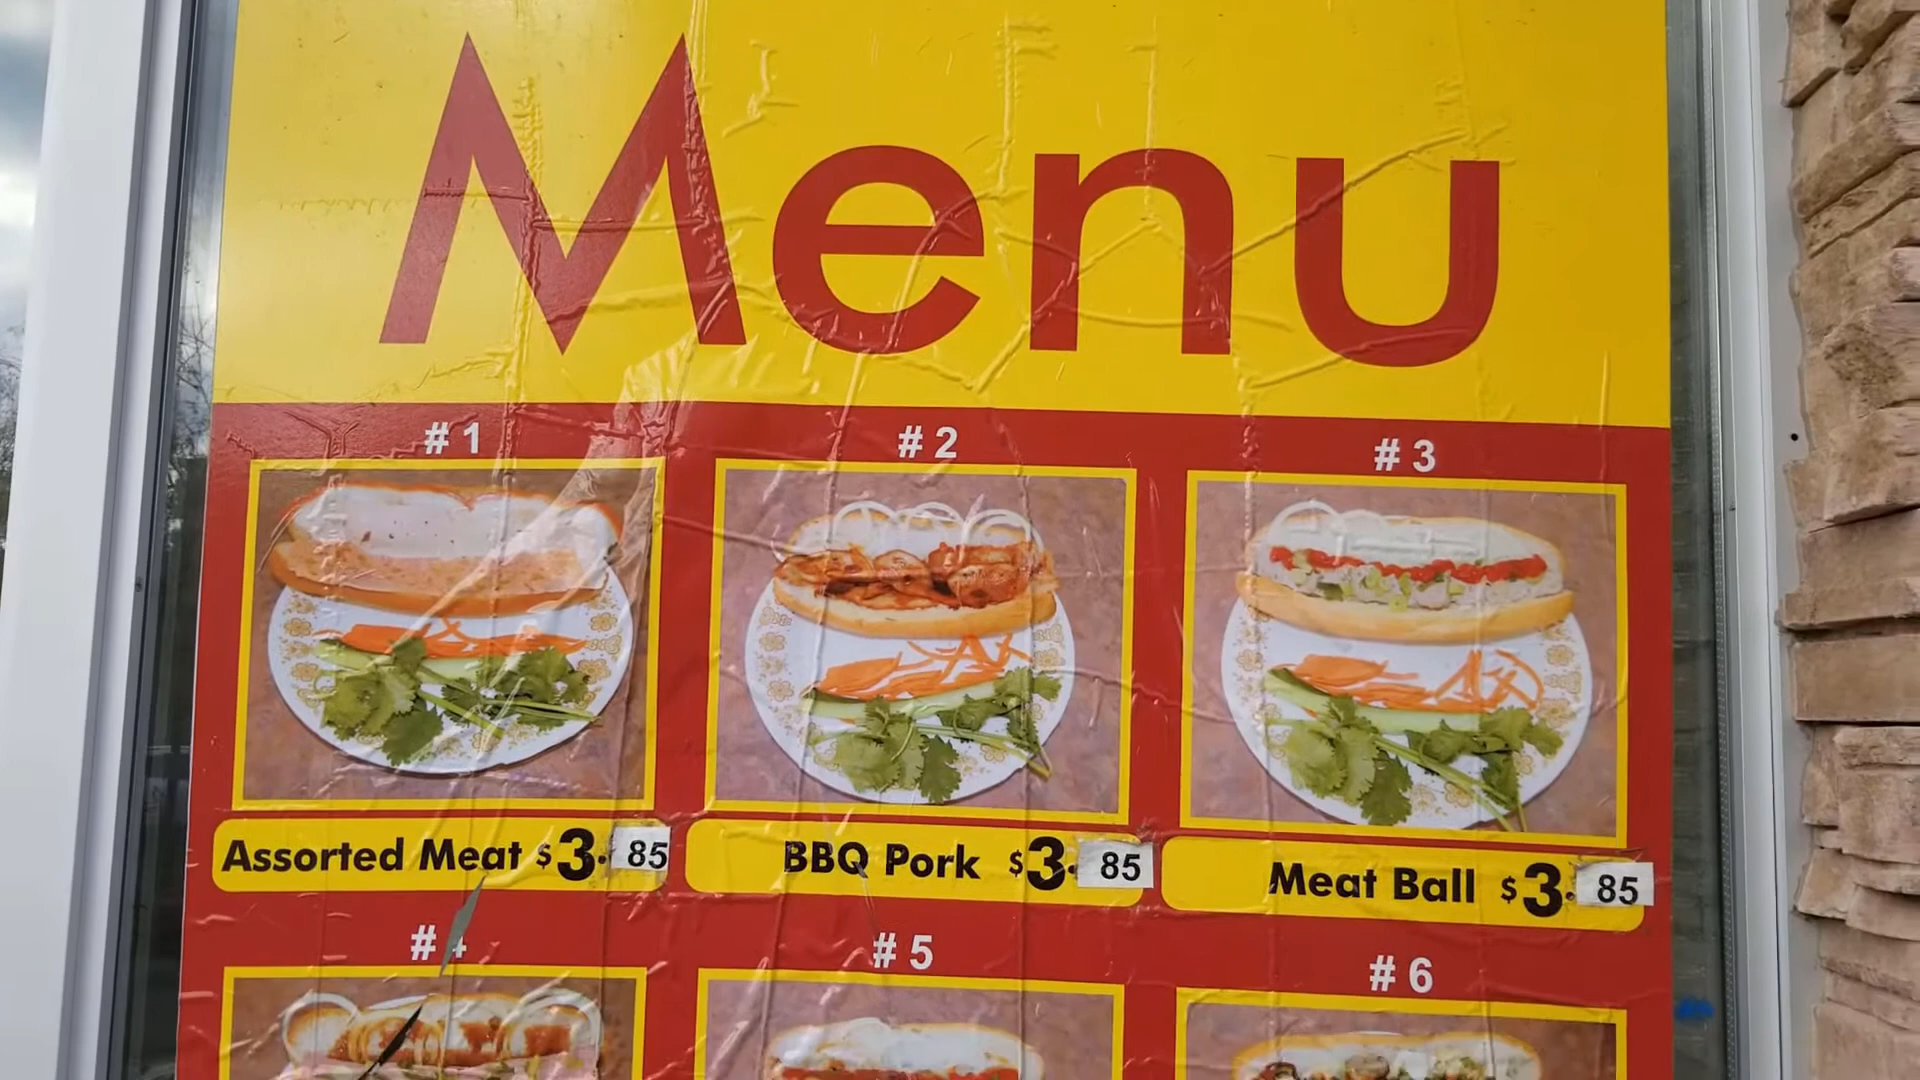 Menu
#1
#2
#3
Assorted Meat $3.85
BBQ Pork $3.85
Meat Ball $3.85
#4
#5
#6